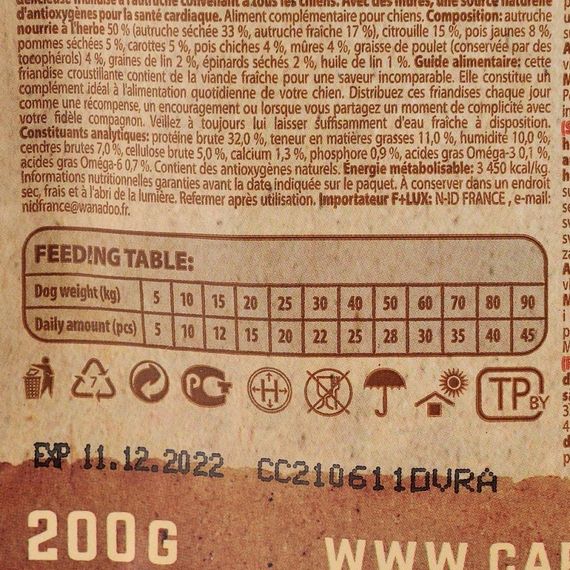 délicieuse friandise à l'autruche convenant à tous les chiens. Avec des mûres, une source naturelle
d'antioxygènes pour la santé cardiaque. Aliment complémentaire pour chiens. Composition: autruche
nourrie à l'herbe 50 % (autruche séchée 33 %, autruche fraîche 17 %), citrouille 15 %, pois jaunes 8 %,
pommes séchées 5 %, carottes 5 %, pois chiches 4 %, mûres 4 %, graisse de poulet (conservée par des
tocophérols) 4 %, graines de lin 2 %, épinards séchés 2 %, huile de lin 1 %. Guide alimentaire: cette
friandise croustillante contient de la viande fraîche pour une saveur incomparable. Elle constitue un
complément idéal à l'alimentation quotidienne de votre chien. Distribuez ces friandises chaque jour
comme une récompense, un encouragement ou lorsque vous partagez un moment de complicité avec
votre fidèle compagnon. Veillez à toujours lui laisser suffisamment d'eau fraîche à disposition.
Constituants analytiques: protéine brute 32,0 %, teneur en matières grasses 11,0 %, humidité 10,0 %,
cendres brutes 7,0 %, cellulose brute 5,0 %, calcium 1,3 %, phosphore 0,9 %, acides gras Oméga-3 0,1 %,
acides gras Oméga-6 0,7 %. Contient des antioxygènes naturels. Énergie métabolisable: 3 450 kcal/kg.
Informations nutritionnelles garanties avant la date indiquée sur le paquet. À conserver dans un endroit
sec, frais et à l'abri de la lumière. Refermer après utilisation. Importateur F+LUX: N-ID FRANCE , e-mail:
nidfrance@wanadoo.fr.
FEEDING TABLE:
Dog weight (kg) 5 10 15 20 25 30 40 50 60 70 80 90
Daily amount (pcs) 5 10 12 15 20 22 25 28 30 35 40 45
7 PCT H TP BY
EXP 11.12.2022 CC210611DVRA
200G
WWW.CAR